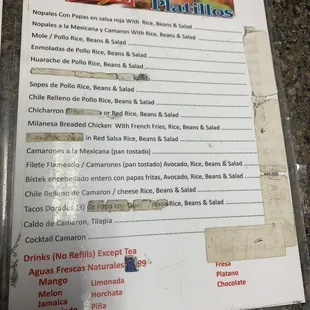 Platillos
Nopales Con Papas en salsa roja With Rice, Beans & Salad
Nopales a la Mexicana y Camaron With Rice, Beans & Salad
Mole / Pollo Rice, Beans & Salad
Enmoladas de Pollo Rice, Beans & Salad
Huarache de Pollo Rice, Beans & Salad
Sopes de Pollo Rice, Beans & Salad
Chile Relleno de Pollo Rice, Beans & Salad
Chicharron a or Red Rice, Beans & Salad
Milanesa Breaded Chicken With French Fries, Rice, Beans & Salad
in Red Salsa Rice, Beans & Salad
Camarones a la Mexicana (pan tostado)
Filete Flameado / Camarones (pan tostado) Avocado, Rice, Beans & Salad
Bistek encebellado entero con papas fritas, Avocado, Rice, Beans & Salad
Chile Relleno de Camaron / cheese Rice, Beans & Salad
Tacos Dorados (4) de Papa con Rice, Beans & Salad
Caldo de Camaron, Tilapia
Cocktail Camaron
Drinks (No Refills) Except Tea
Aguas Frescas Naturales .99
Mango Limonada Fresa
Melon Horchata Platano
Jamaica Piña Chocolate